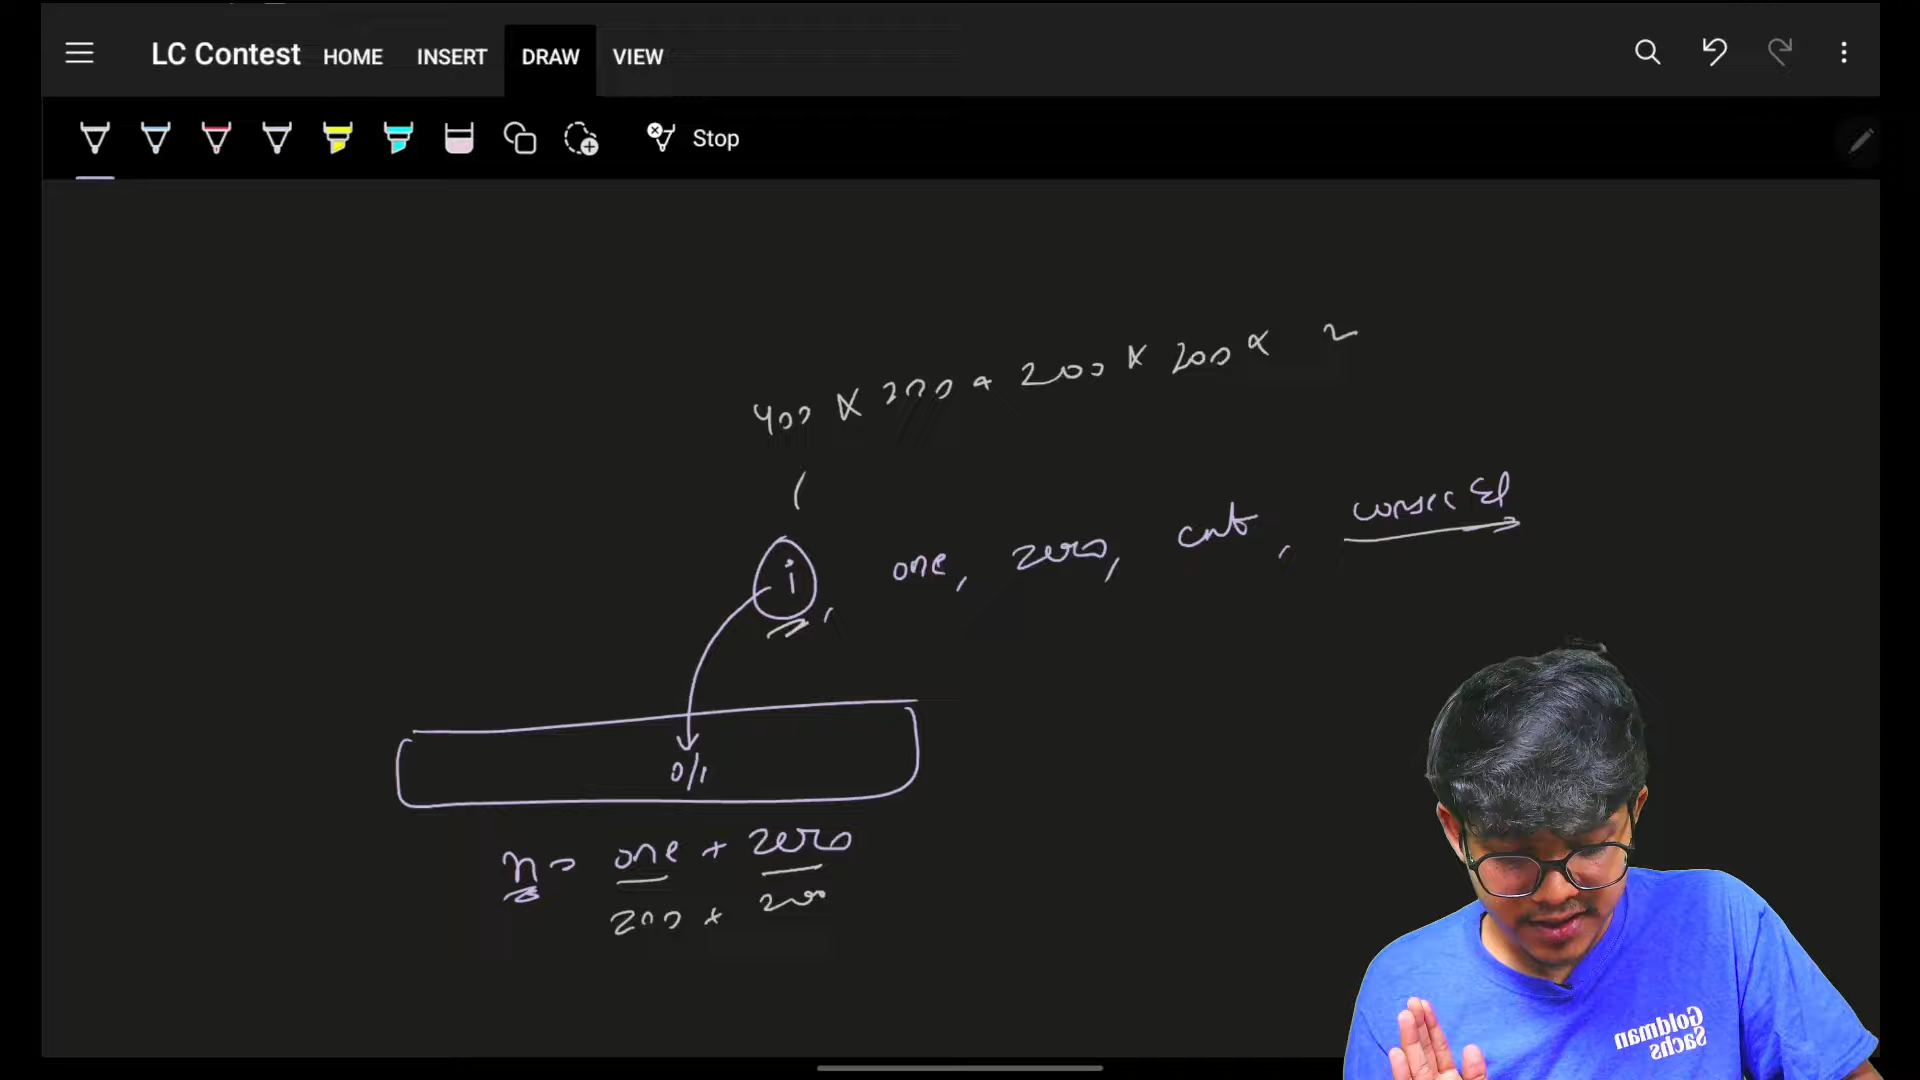 LC Contest HOME INSERT DRAW VIEW
Stop
400 × 200 × 200 × 200 × 2
i, one, zero, cnt, consec El
0/1
n = one + zero
200 + 200
Goldman
Sachs